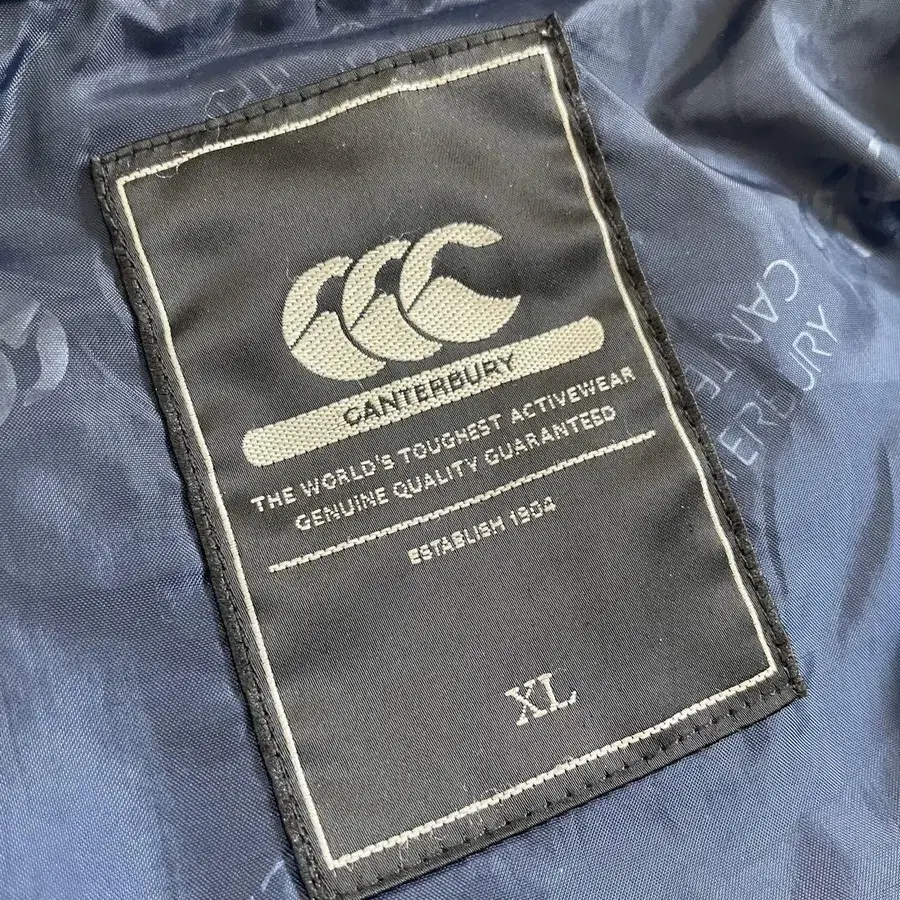 CANTERBURY
THE WORLD'S TOUGHEST ACTIVEWEAR
GENUINE QUALITY GUARANTEED
ESTABLISH 1904
XL
CANTERBURY